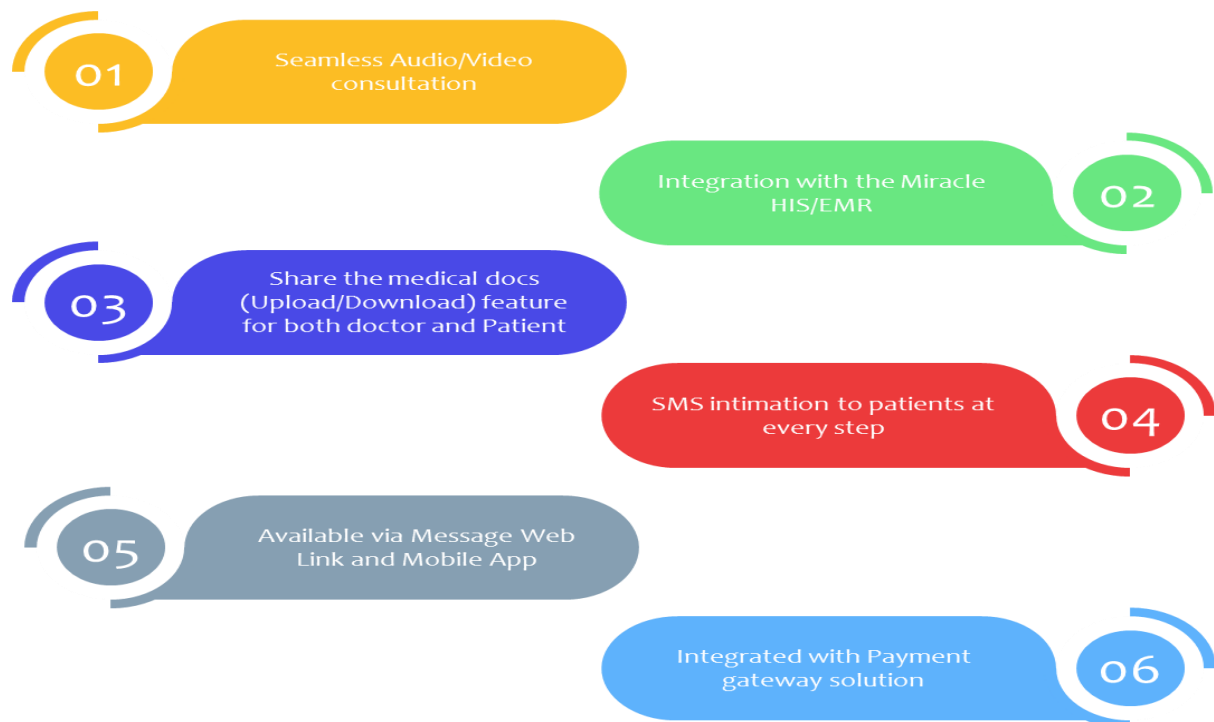 01
Seamless Audio/Video
consultation
Integration with the Miracle
HIS/EMR
02
03
Share the medical docs
(Upload/Download) feature
for both doctor and Patient
SMS intimation to patients at
every step
04
05
Available via Message Web
Link and Mobile App
Integrated with Payment
gateway solution
06